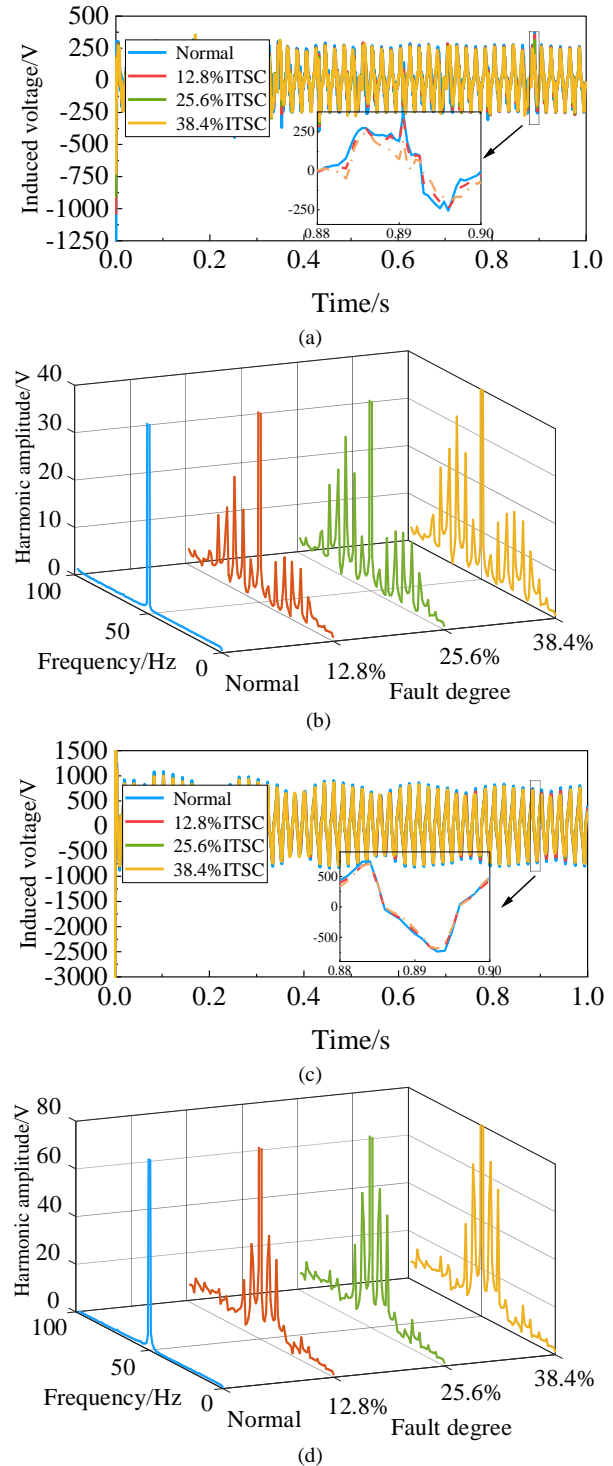 500
250
0
-250
-500
-750
-1000
-1250
Induced voltage/V
Normal
12.8%ITSC
25.6%ITSC
38.4%ITSC
250
0
-250
0.88
0.89
0.90
0.0
0.2
0.4
0.6
0.8
1.0
Time/s
(a)
Harmonic amplitude/V
40
30
20
10
0
100
50
0
Frequency/Hz
Normal
12.8%
25.6%
38.4%
Fault degree
(b)
1500
1000
500
0
-500
-1000
-1500
-2000
-2500
-3000
Induced voltage/V
Normal
12.8%ITSC
25.6%ITSC
38.4%ITSC
500
0
-500
0.88
0.89
0.90
0.0
0.2
0.4
0.6
0.8
1.0
Time/s
(c)
Harmonic amplitude/V
80
60
40
20
0
100
50
0
Frequency/Hz
Normal
12.8%
25.6%
38.4%
Fault degree
(d)